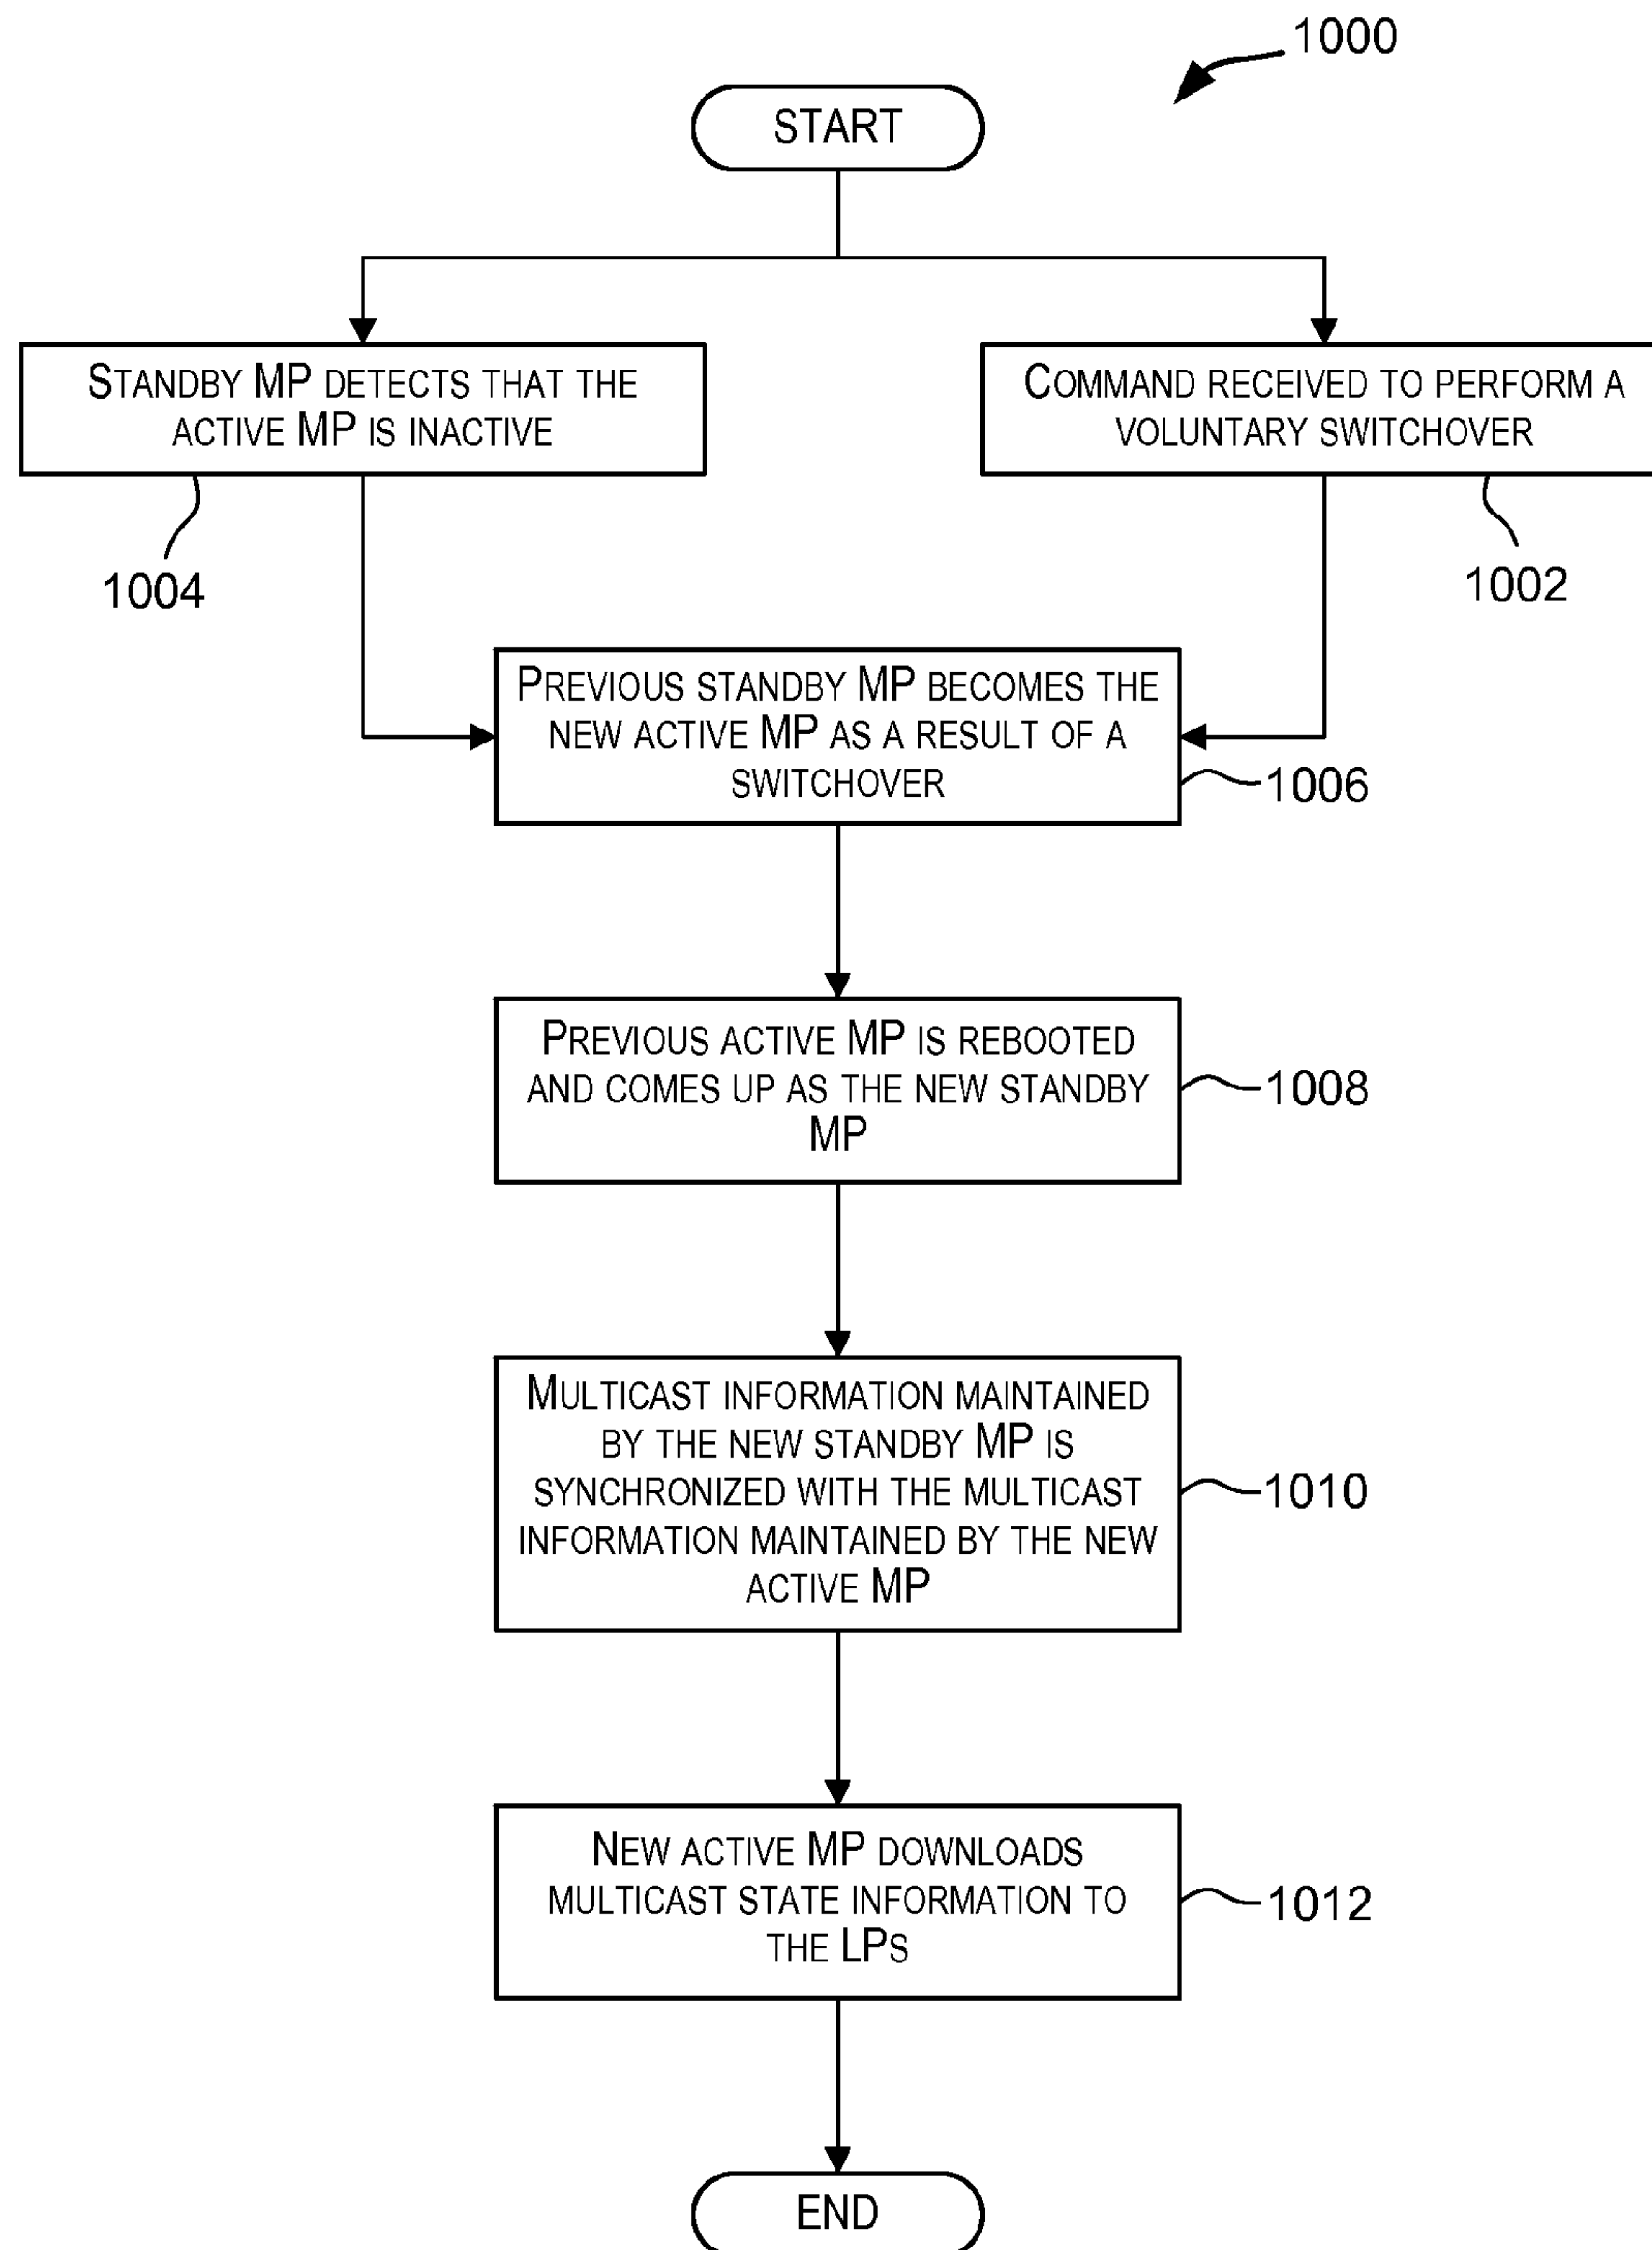 1000
START
STANDBY MP DETECTS THAT THE
ACTIVE MP IS INACTIVE
1004
COMMAND RECEIVED TO PERFORM A
VOLUNTARY SWITCHOVER
1002
PREVIOUS STANDBY MP BECOMES THE
NEW ACTIVE MP AS A RESULT OF A
SWITCHOVER
1006
PREVIOUS ACTIVE MP IS REBOOTED
AND COMES UP AS THE NEW STANDBY
MP
1008
MULTICAST INFORMATION MAINTAINED
BY THE NEW STANDBY MP IS
SYNCHRONIZED WITH THE MULTICAST
INFORMATION MAINTAINED BY THE NEW
ACTIVE MP
1010
NEW ACTIVE MP DOWNLOADS
MULTICAST STATE INFORMATION TO
THE LPS
1012
END